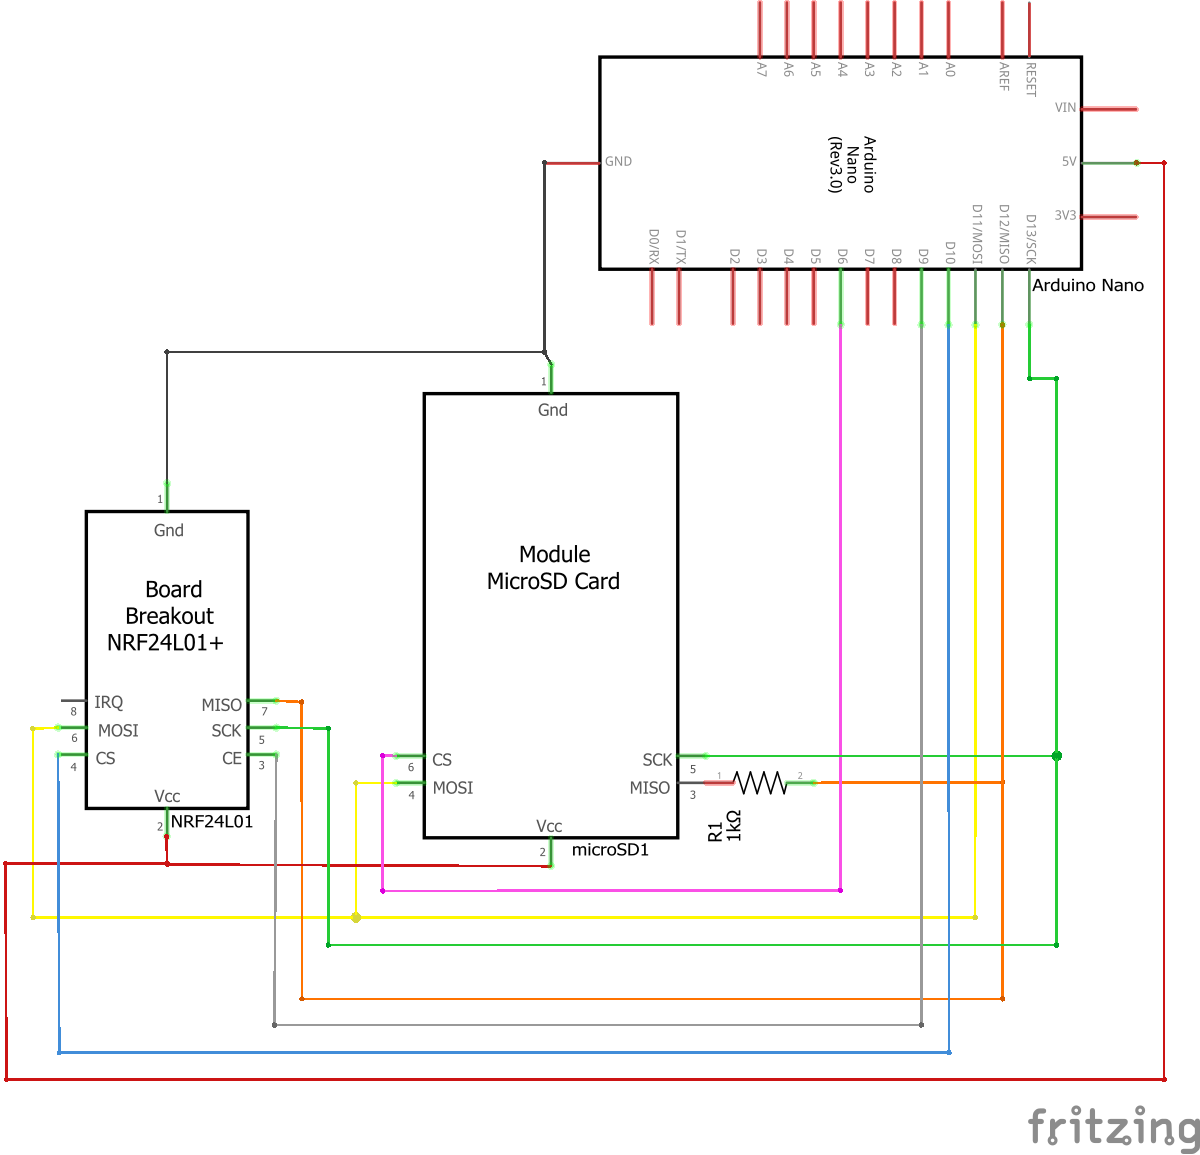 A7
A6
A5
A4
A3
A2
A1
A0
AREF
RESET
VIN
GND
Arduino
Nano
(Rev3.0)
5V
3V3
D0/RX
D1/TX
D2
D3
D4
D5
D6
D7
D8
D9
D10
D11/MOSI
D12/MISO
D13/SCK
Arduino Nano
1
Gnd
Module
MicroSD Card
CS
6
MOSI
4
SCK
5
MISO
3
Vcc
2
microSD1
1
2
R1
1kΩ
1
Gnd
Board
Breakout
NRF24L01+
IRQ
8
MOSI
6
CS
4
MISO
7
SCK
5
CE
3
Vcc
2
NRF24L01
fritzing